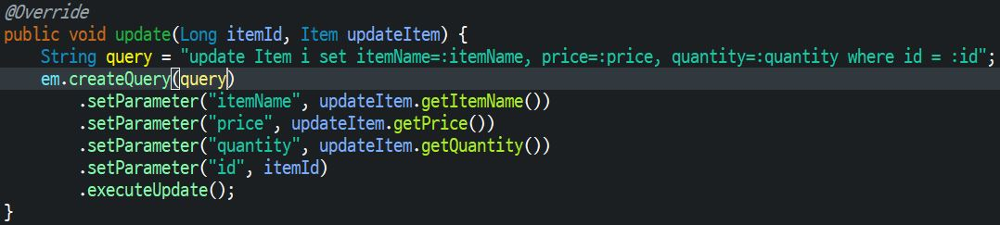 @Override
public void update(Long itemId, Item updateItem) {
    String query = "update Item i set itemName=:itemName, price=:price, quantity=:quantity where id = :id";
    em.createQuery(query)
        .setParameter("itemName", updateItem.getItemName())
        .setParameter("price", updateItem.getPrice())
        .setParameter("quantity", updateItem.getQuantity())
        .setParameter("id", itemId)
        .executeUpdate();
}